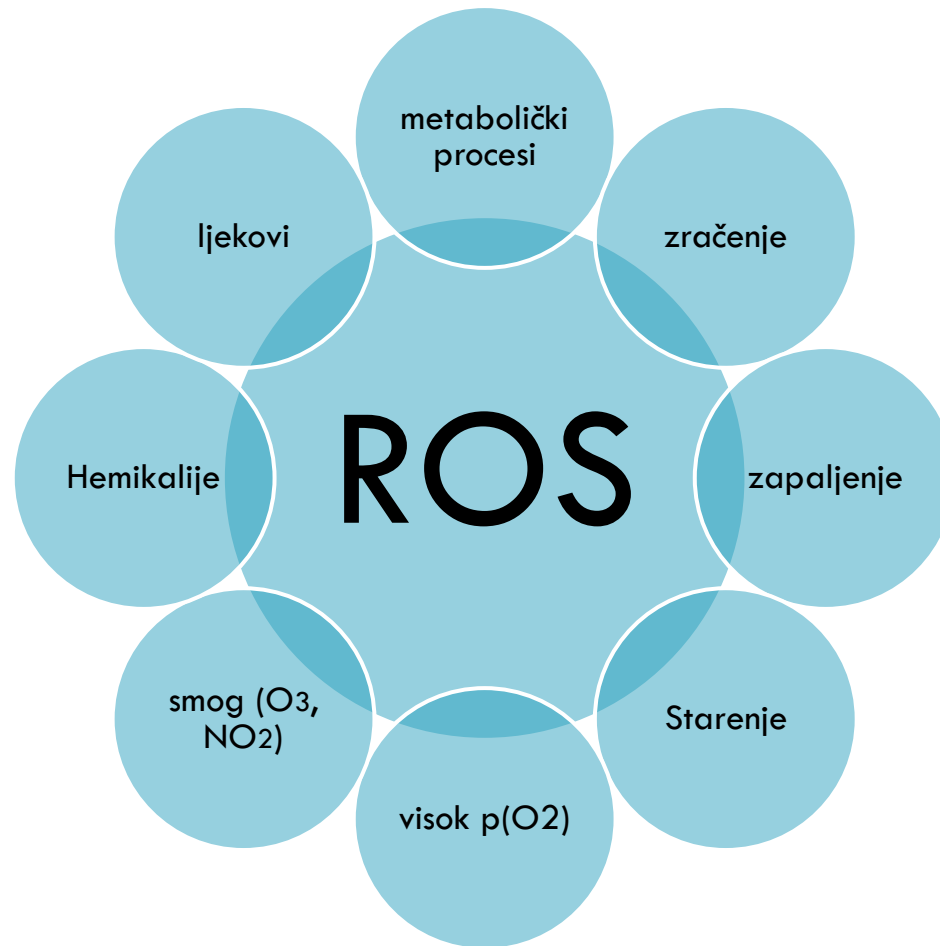 metabolički
procesi
ljekovi
zračenje
ROS
Hemikalije
zapaljenje
smog (O3,
NO2)
Starenje
visok p(O2)